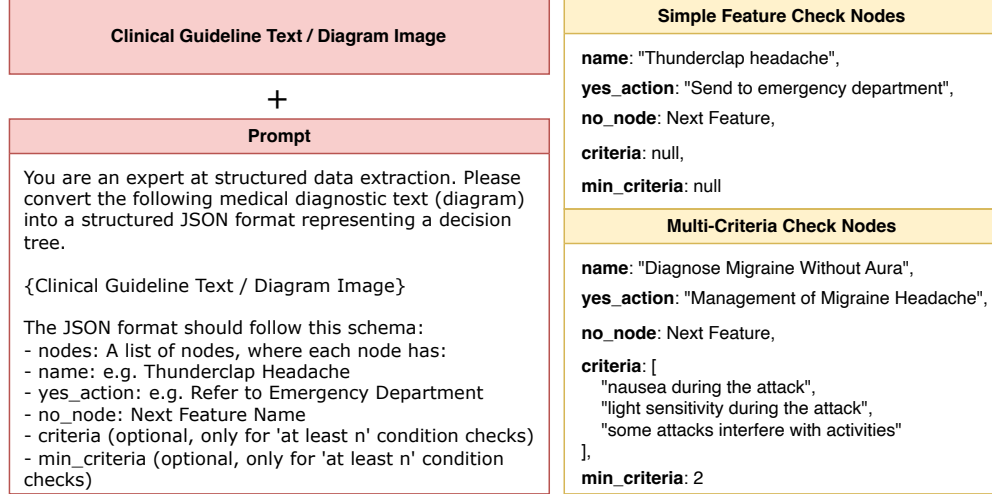 Clinical Guideline Text / Diagram Image
+
Prompt
You are an expert at structured data extraction. Please
convert the following medical diagnostic text (diagram)
into a structured JSON format representing a decision
tree.
{Clinical Guideline Text / Diagram Image}
The JSON format should follow this schema:
- nodes: A list of nodes, where each node has:
- name: e.g. Thunderclap Headache
- yes_action: e.g. Refer to Emergency Department
- no_node: Next Feature Name
- criteria (optional, only for 'at least n' condition checks)
- min_criteria (optional, only for 'at least n' condition
checks)
Simple Feature Check Nodes
name: "Thunderclap headache",
yes_action: "Send to emergency department",
no_node: Next Feature,
criteria: null,
min_criteria: null
Multi-Criteria Check Nodes
name: "Diagnose Migraine Without Aura",
yes_action: "Management of Migraine Headache",
no_node: Next Feature,
criteria: [
"nausea during the attack",
"light sensitivity during the attack",
"some attacks interfere with activities"
],
min_criteria: 2